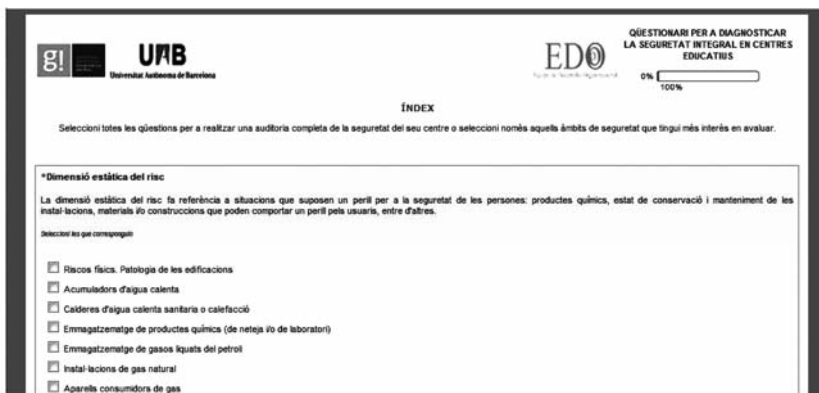 g!
UAB
Universitat Autònoma de Barcelona
EDO
QÜESTIONARI PER A DIAGNOSTICAR
LA SEGURETAT INTEGRAL EN CENTRES
EDUCATIUS
0%
100%
ÍNDEX
Seleccioni totes les qüestions per a realitzar una auditoria completa de la seguretat del seu centre o seleccioni nomès aquells àmbits de seguretat que tingui més interès en avaluar.
*Dimensió estàtica del risc
La dimensió estàtica del risc fa referència a situacions que suposen un perill per a la seguretat de les persones: productes químics, estat de conservació i manteniment de les
instal·lacions, materials i/o construccions que poden comportar un perill pels usuaris, entre d'altres.
Seleccioni les que corresponguin
Riscos físics. Patologia de les edificacions
Acumuladors d'aigua calenta
Calderes d'aigua calenta sanitaria o calefacció
Emmagatzematge de productes químics (de neteja i/o de laboratori)
Emmagatzematge de gasos liquats del petroli
Instal·lacions de gas natural
Aparells consumidors de gas